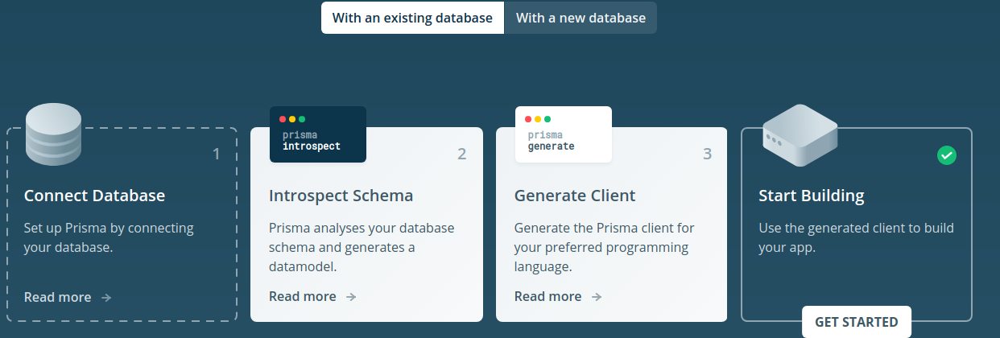 With an existing database
With a new database
1
Connect Database
Set up Prisma by connecting
your database.
Read more
prisma
introspect
2
Introspect Schema
Prisma analyses your database
schema and generates a
datamodel.
Read more
prisma
generate
3
Generate Client
Generate the Prisma client for
your preferred programming
language.
Read more
Start Building
Use the generated client to build
your app.
GET STARTED